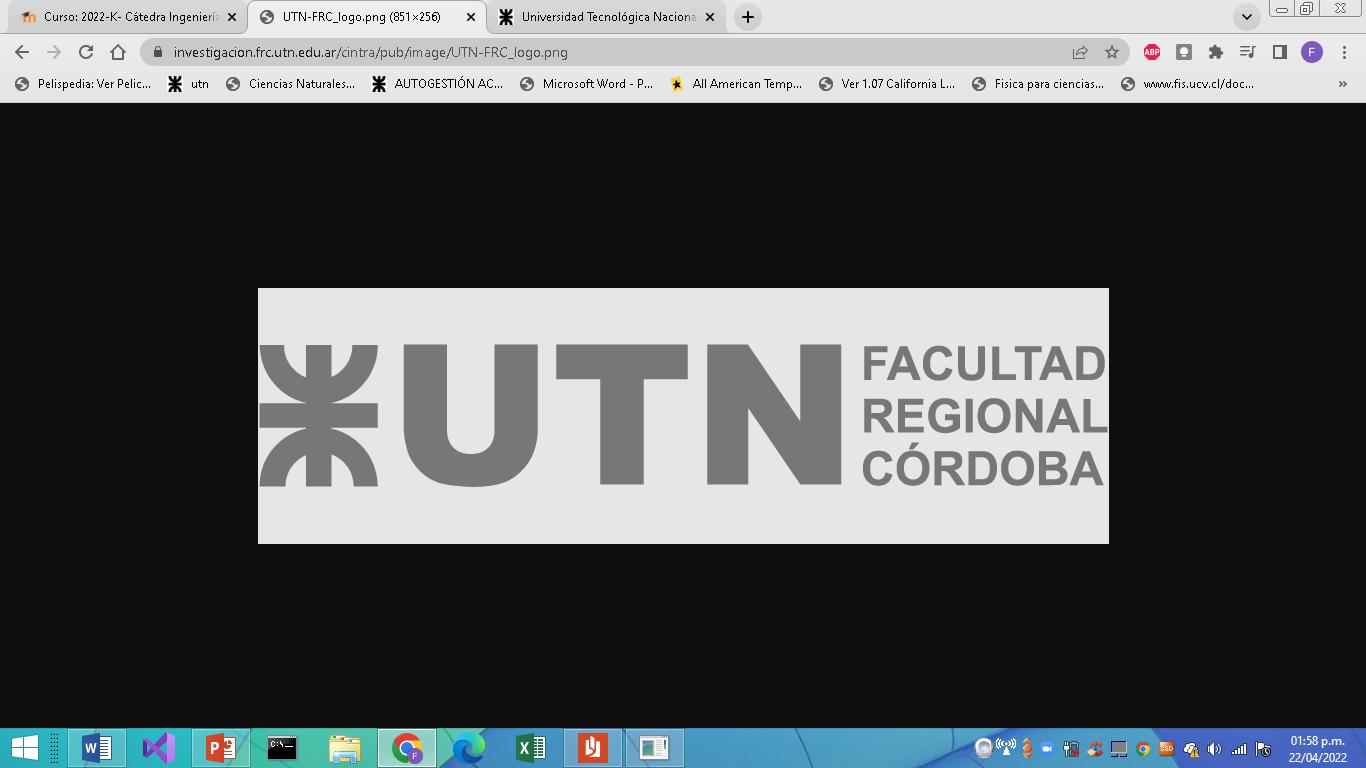 Curso: 2022-K- Cátedra Ingeniería
UTN-FRC_logo.png (851×256)
Universidad Tecnológica Naciona
investigacion.frc.utn.edu.ar/cintra/pub/image/UTN-FRC_logo.png
ABP
F
Pelispedia: Ver Pelic...
utn
Ciencias Naturales...
AUTOGESTIÓN AC...
Microsoft Word - P...
All American Temp...
Ver 1.07 California L...
Fisica para ciencias...
www.fis.ucv.cl/doc...
UTN
FACULTAD
REGIONAL
CÓRDOBA
F
01:58 p.m.
22/04/2022